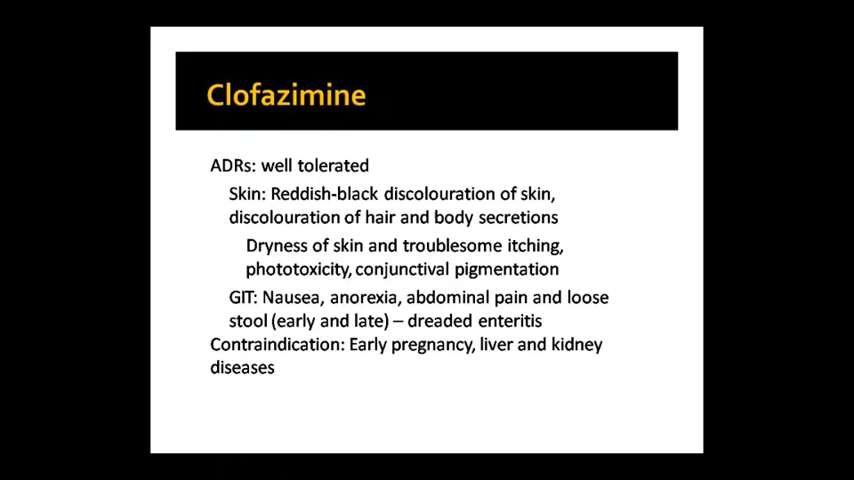 Clofazimine
ADRs: well tolerated
Skin: Reddish-black discolouration of skin,
discolouration of hair and body secretions
Dryness of skin and troublesome itching,
phototoxicity, conjunctival pigmentation
GIT: Nausea, anorexia, abdominal pain and loose
stool (early and late) – dreaded enteritis
Contraindication: Early pregnancy, liver and kidney
diseases